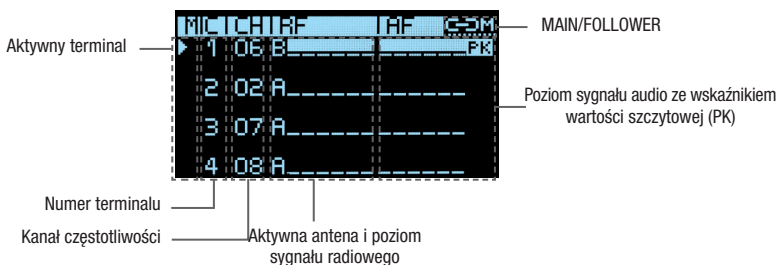 MIC CH RF AF M
MAIN/FOLLOWER
Aktywny terminal
1 06 B PK
2 02 A
3 07 A
4 08 A
Poziom sygnału audio ze wskaźnikiem
wartości szczytowej (PK)
Numer terminalu
Kanał częstotliwości
Aktywna antena i poziom
sygnału radiowego